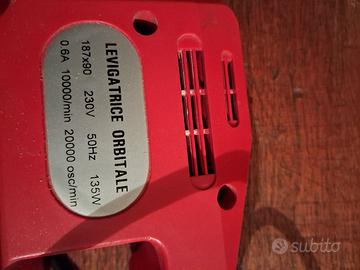 LEVIGATRICE ORBITALE
187x90 230V 50Hz 135W
0.6A 10000/min 20000 osc/min
subito